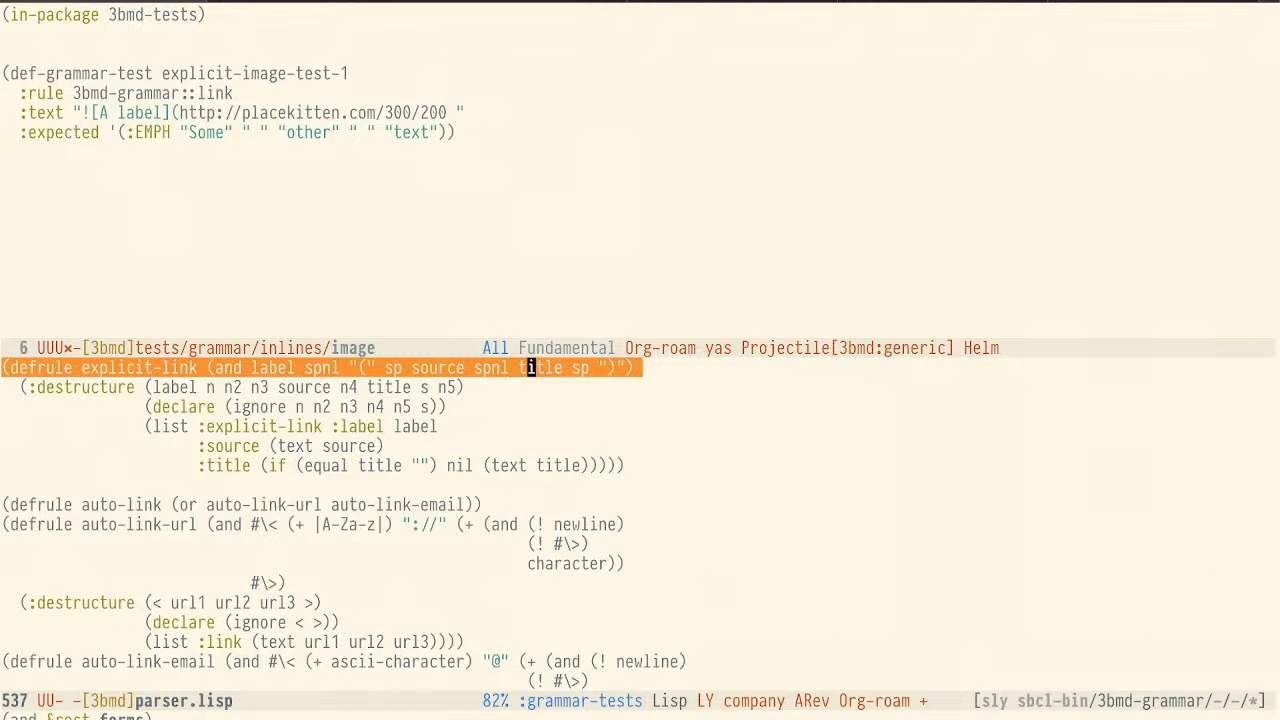 (in-package 3bmd-tests)
(def-grammar-test explicit-image-test-1
  :rule 3bmd-grammar::link
  :text "![A label](http://placekitten.com/300/200 "
  :expected '(:EMPH "Some" " " "other" " " "text"))
6 UUU×-[3bmd]tests/grammar/inlines/image All Fundamental Org-roam yas Projectile[3bmd:generic] Helm
(defrule explicit-link (and label spnl "(" sp source spnl title sp ")")
  (:destructure (label n n2 n3 source n4 title s n5)
                (declare (ignore n n2 n3 n4 n5 s))
                (list :explicit-link :label label
                      :source (text source)
                      :title (if (equal title "") nil (text title)))))
(defrule auto-link (or auto-link-url auto-link-email))
(defrule auto-link-url (and #\< (+ |A-Za-z|) "://" (+ (and (! newline)
                                                           (! #\>)
                                                           character))
                            #\>)
  (:destructure (< url1 url2 url3 >)
                (declare (ignore < >))
                (list :link (text url1 url2 url3))))
(defrule auto-link-email (and #\< (+ ascii-character) "@" (+ (and (! newline)
                                                           (! #\>)
537 UU- -[3bmd]parser.lisp 82% :grammar-tests Lisp LY company ARev Org-roam + [sly sbcl-bin/3bmd-grammar/-/-/*]
(and &rest forms)